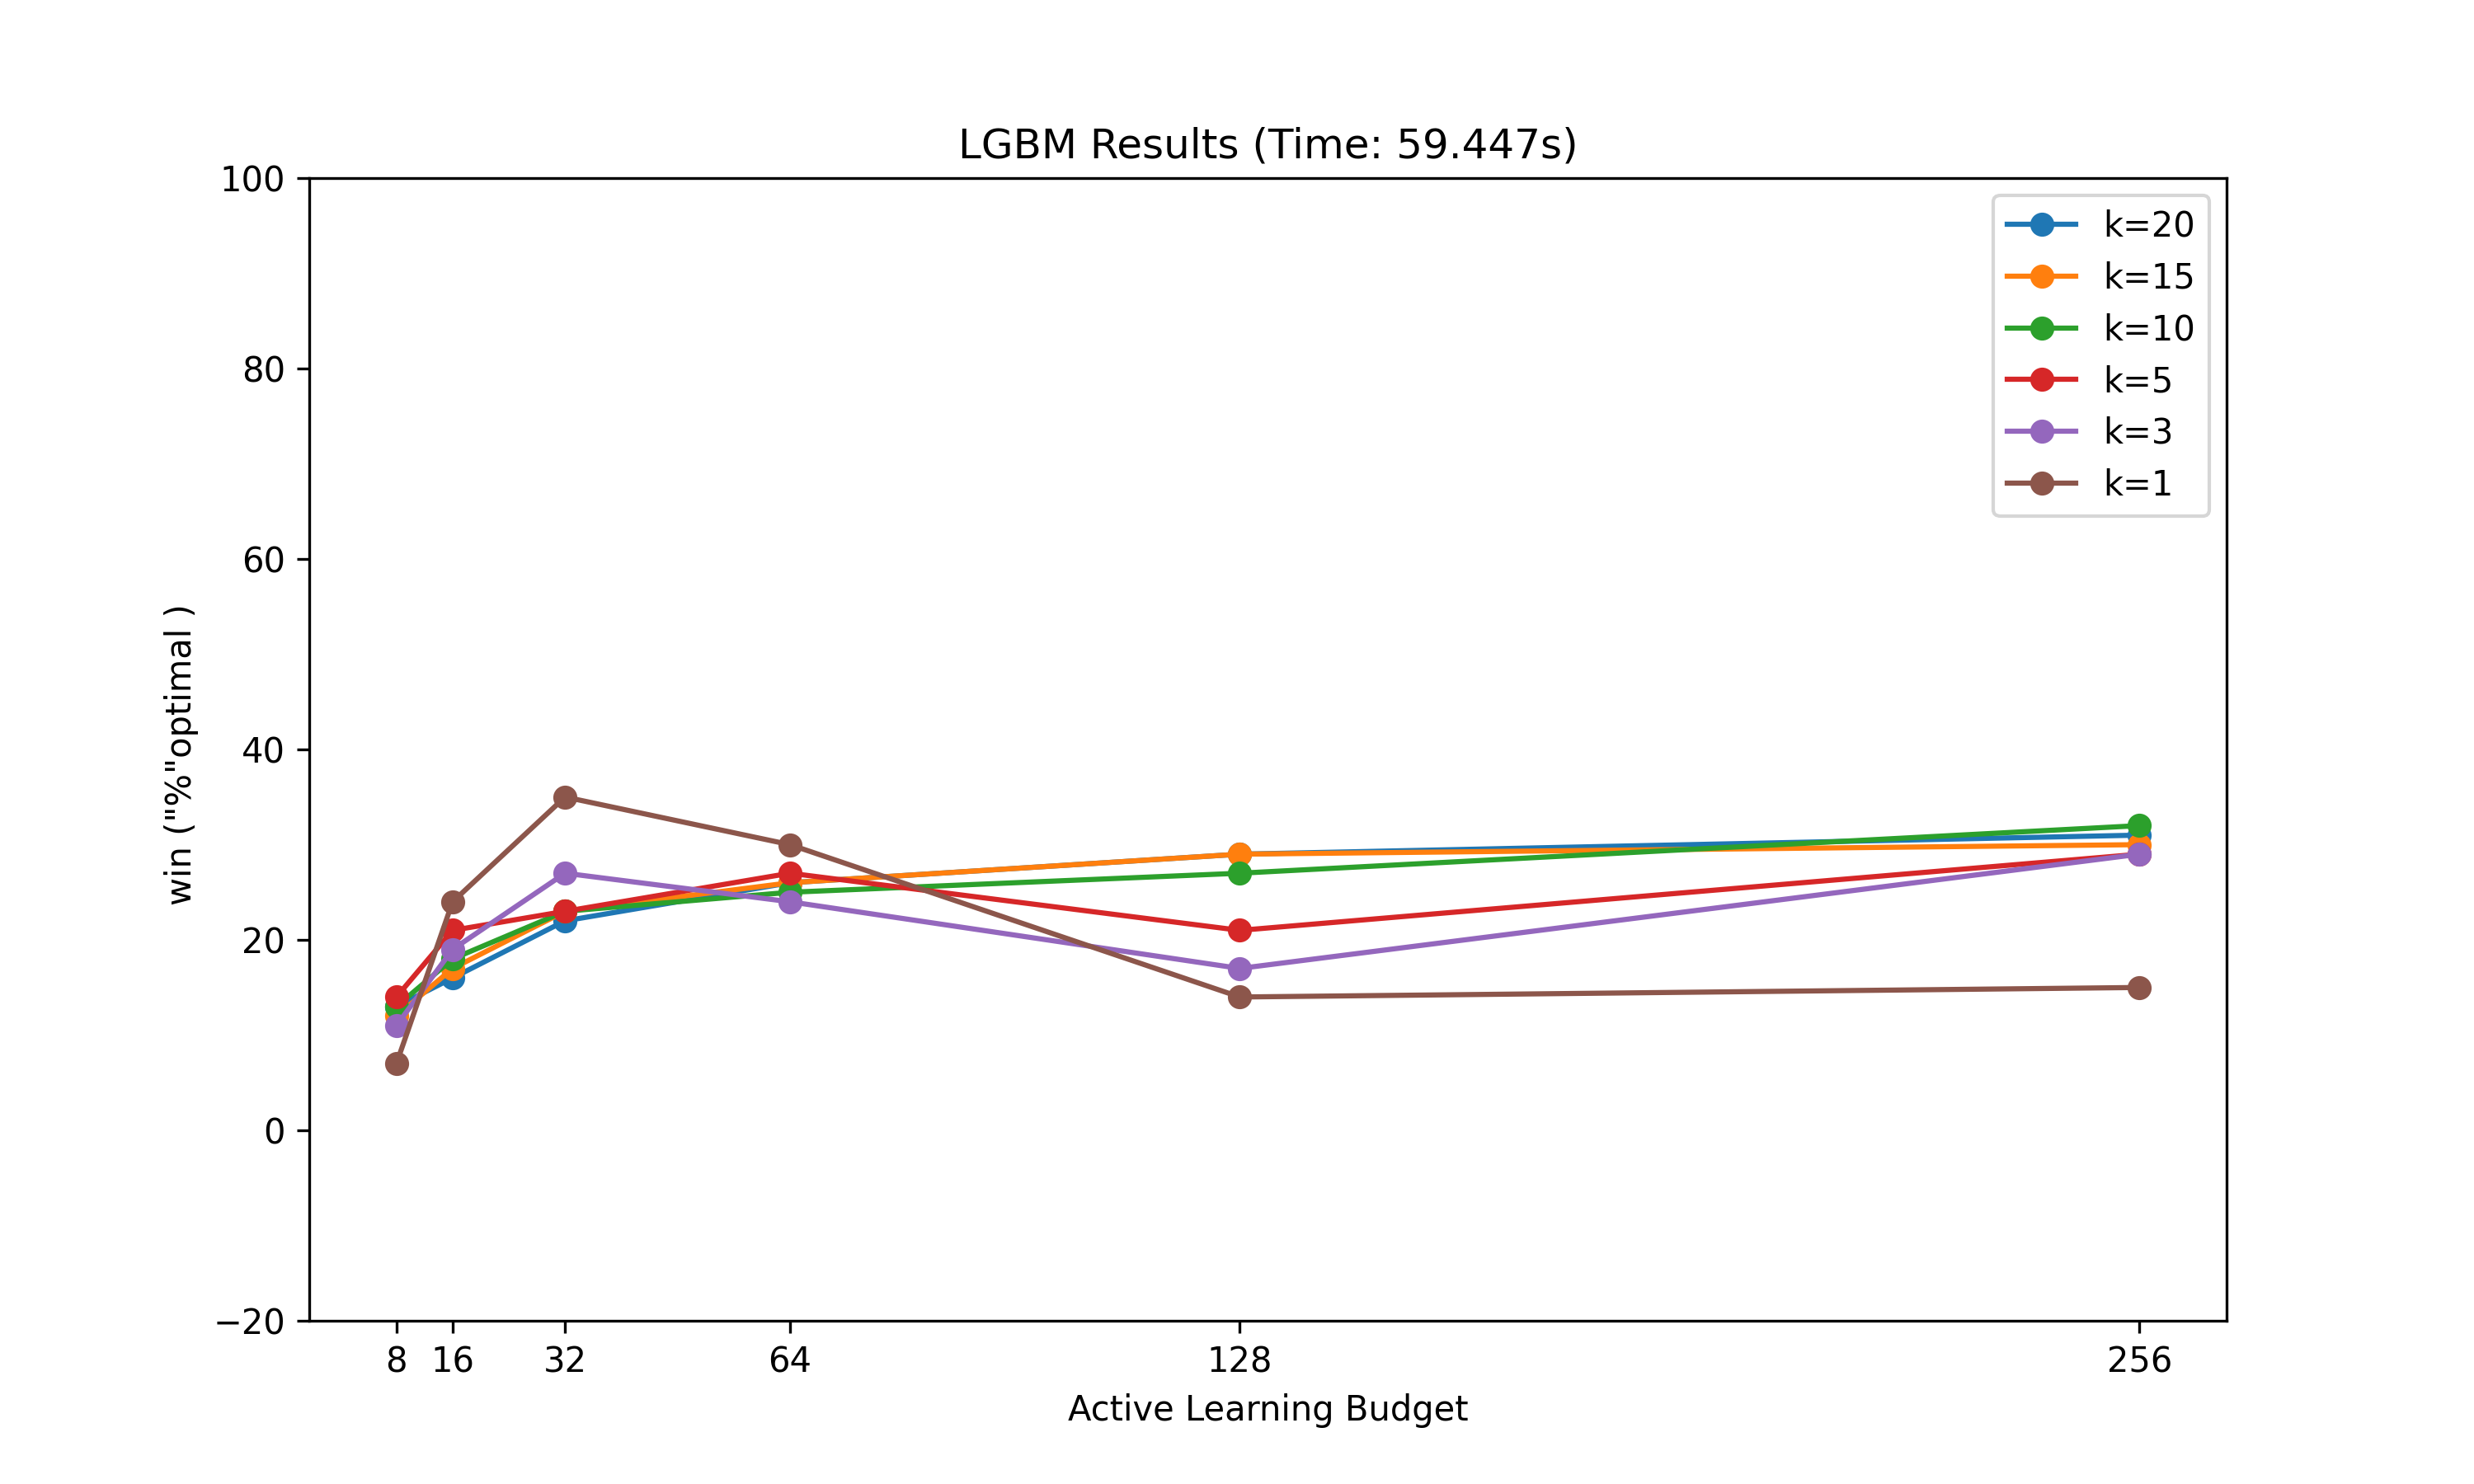 LGBM Results (Time: 59.447s)
100
80
60
40
20
0
−20
win ("%"optimal )
k=20
k=15
k=10
k=5
k=3
k=1
8 16 32 64 128 256
Active Learning Budget